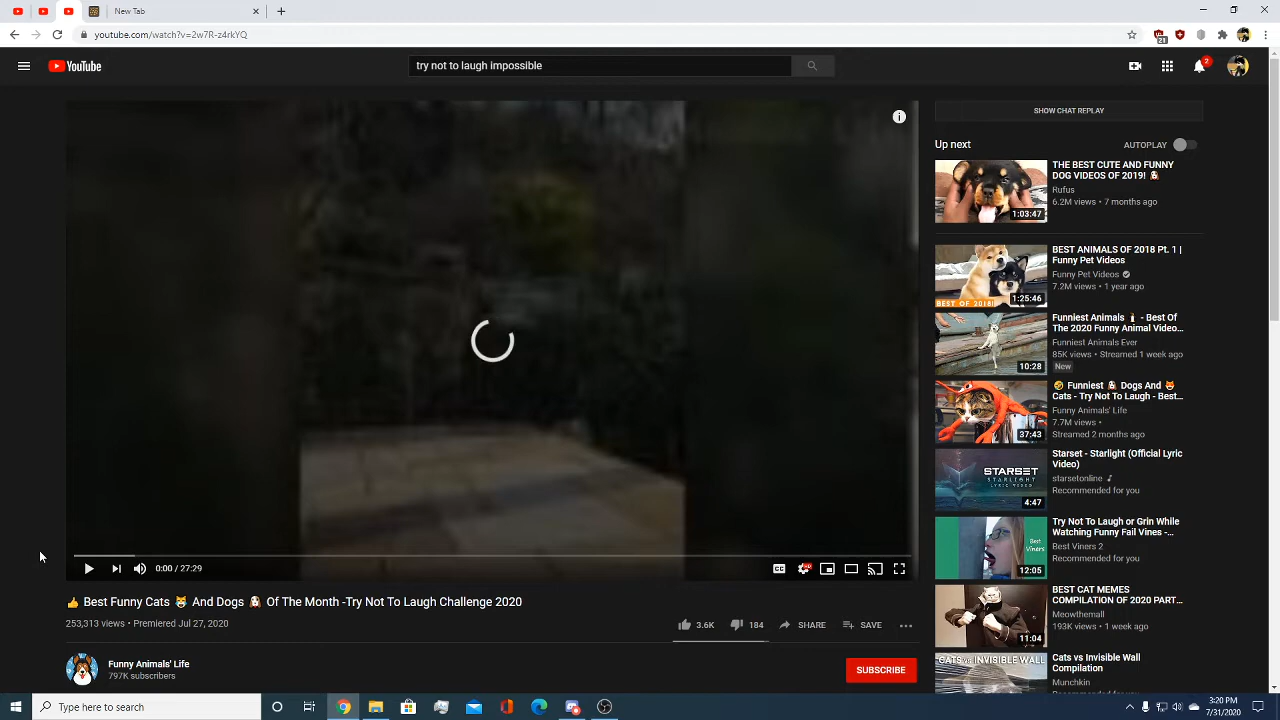 New Tab
youtube.com/watch?v=2w7R-z4rkYQ
21
YouTube
try not to laugh impossible
2
SHOW CHAT REPLAY
Up next
AUTOPLAY
THE BEST CUTE AND FUNNY
DOG VIDEOS OF 2019! 🐶
Rufus
6.2M views • 7 months ago
1:03:47
BEST ANIMALS OF 2018 Pt. 1 |
Funny Pet Videos
Funny Pet Videos
7.2M views • 1 year ago
BEST OF 2018!
1:25:46
Funniest Animals 🐧 - Best Of
The 2020 Funny Animal Video...
Funniest Animals Ever
85K views • Streamed 1 week ago
New
10:28
🤣 Funniest 🐶 Dogs And 😻
Cats - Try Not To Laugh - Best...
Funny Animals' Life
7.7M views •
Streamed 2 months ago
37:43
Starset - Starlight (Official Lyric
Video)
starsetonline
Recommended for you
STARSET
STARLIGHT
LYRIC VIDEO
4:47
Try Not To Laugh or Grin While
Watching Funny Fail Vines -...
Best Viners 2
Recommended for you
Best
Viners
12:05
BEST CAT MEMES
COMPILATION OF 2020 PART...
Meowthemall
193K views • 1 week ago
11:04
Cats vs Invisible Wall
Compilation
Munchkin
CATS vs INVISIBLE WALL
0:00 / 27:29
CC
HD
👍 Best Funny Cats 😹 And Dogs 🐶 Of The Month -Try Not To Laugh Challenge 2020
253,313 views • Premiered Jul 27, 2020
3.6K
184
SHARE
SAVE
Funny Animals' Life
797K subscribers
SUBSCRIBE
Type here to search
3:20 PM
7/31/2020